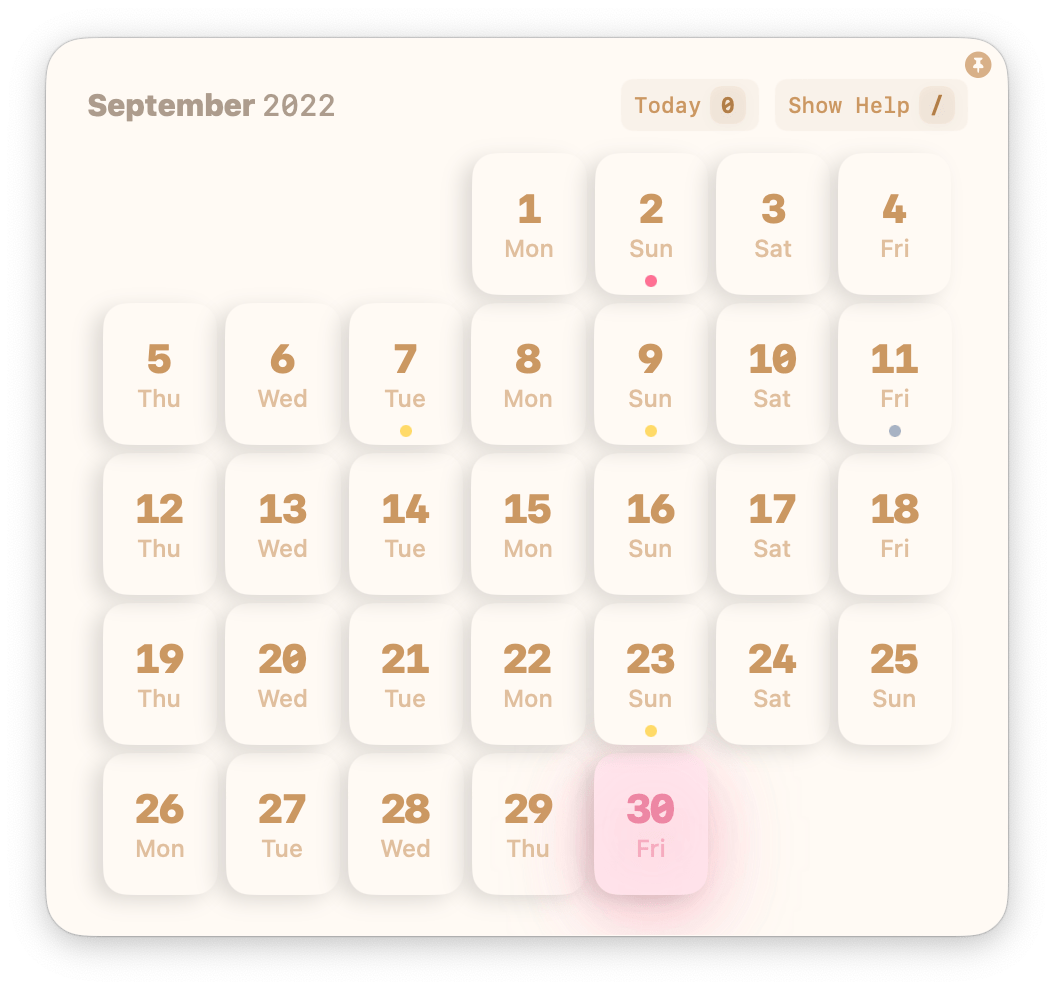 September 2022
Today 0
Show Help /
1 2 3 4
Mon Sun Sat Fri
5 6 7 8 9 10 11
Thu Wed Tue Mon Sun Sat Fri
12 13 14 15 16 17 18
Thu Wed Tue Mon Sun Sat Fri
19 20 21 22 23 24 25
Thu Wed Tue Mon Sun Sat Sun
26 27 28 29 30
Mon Tue Wed Thu Fri